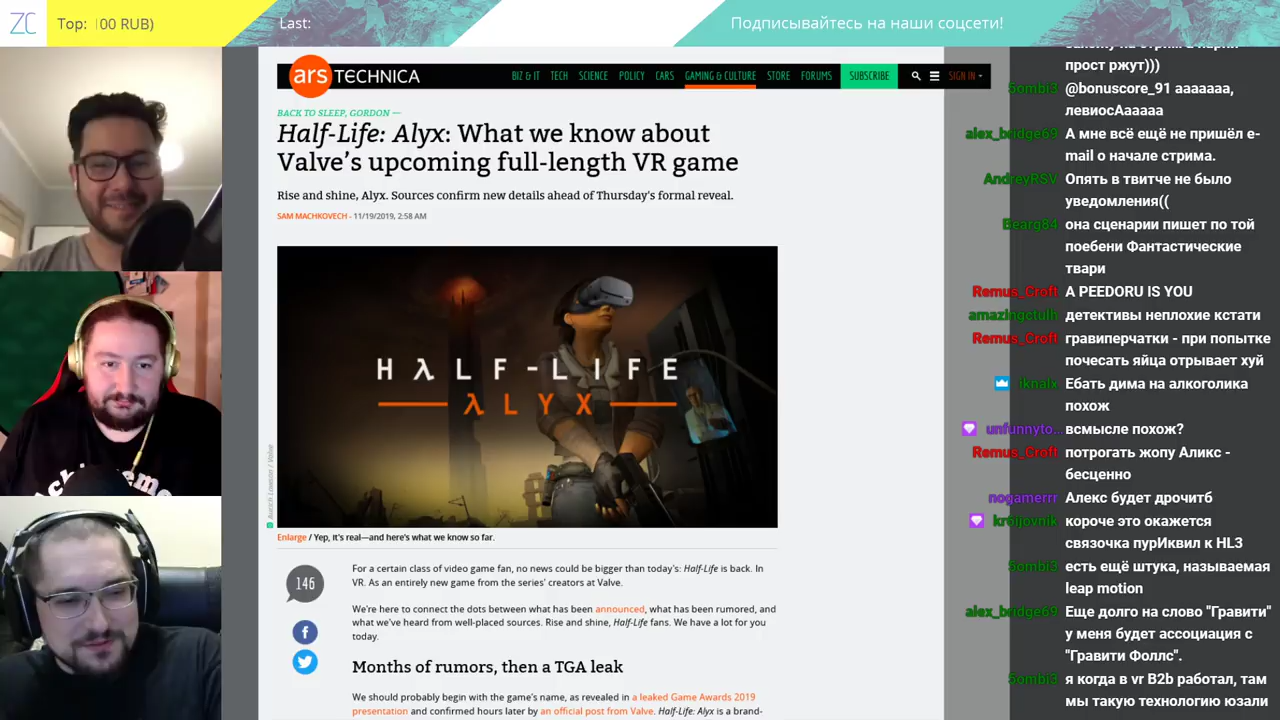 ZC
Top: 00 RUB)
Last:
Подписывайтесь на наши соцсети!
ars TECHNICA
BIZ & IT TECH SCIENCE POLICY CARS GAMING & CULTURE STORE FORUMS SUBSCRIBE SIGN IN
BACK TO SLEEP, GORDON —
Half-Life: Alyx: What we know about
Valve's upcoming full-length VR game
Rise and shine, Alyx. Sources confirm new details ahead of Thursday's formal reveal.
SAM MACHKOVECH - 11/19/2019, 2:58 AM
HλLF-LIFE
λLYX
Aurich Lawson / Valve
Enlarge / Yep, it's real—and here's what we know so far.
146
For a certain class of video game fan, no news could be bigger than today's: Half-Life is back. In
VR. As an entirely new game from the series' creators at Valve.
We're here to connect the dots between what has been announced, what has been rumored, and
what we've heard from well-placed sources. Rise and shine, Half-Life fans. We have a lot for you
today.
Months of rumors, then a TGA leak
We should probably begin with the game's name, as revealed in a leaked Game Awards 2019
presentation and confirmed hours later by an official post from Valve. Half-Life: Alyx is a brand-
прост ржут)))
5ombi3 @bonuscore_91 ааааааа,
левиосАааааа
alex_bridge69 А мне всё ещё не пришёл e-
mail о начале стрима.
AndreyRSV Опять в твитче не было
уведомления((
Bearg84 она сценарии пишет по той
поебени Фантастические
твари
Remus_Croft A PEEDORU IS YOU
amazingctulh детективы неплохие кстати
Remus_Croft гравиперчатки - при попытке
почесать яйца отрывает хуй
iknalx Ебать дима на алкоголика
похож
unfunnyto... всмысле похож?
Remus_Croft потрогать жопу Аликс -
бесценно
nogamerrr Алекс будет дрочитб
kroijovnik короче это окажется
связочка пурИквил к HL3
5ombi3 есть ещё штука, называемая
leap motion
alex_bridge69 Еще долго на слово "Гравити"
у меня будет ассоциация с
"Гравити Фоллс".
5ombi3 я когда в vr B2b работал, там
мы такую технологию юзали